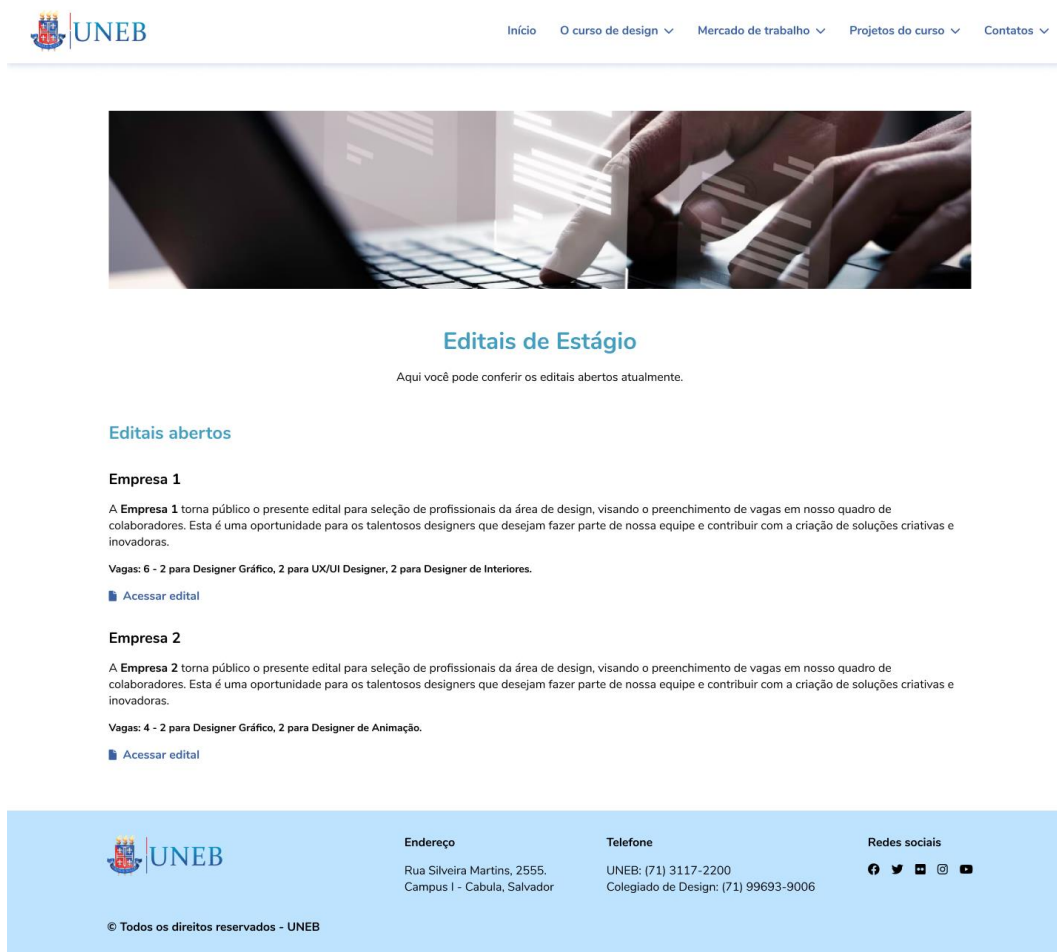 UNEB
Início O curso de design Mercado de trabalho Projetos do curso Contatos
Editais de Estágio
Aqui você pode conferir os editais abertos atualmente.
Editais abertos
Empresa 1
A Empresa 1 torna público o presente edital para seleção de profissionais da área de design, visando o preenchimento de vagas em nosso quadro de
colaboradores. Esta é uma oportunidade para os talentosos designers que desejam fazer parte de nossa equipe e contribuir com a criação de soluções criativas e
inovadoras.
Vagas: 6 - 2 para Designer Gráfico, 2 para UX/UI Designer, 2 para Designer de Interiores.
Acessar edital
Empresa 2
A Empresa 2 torna público o presente edital para seleção de profissionais da área de design, visando o preenchimento de vagas em nosso quadro de
colaboradores. Esta é uma oportunidade para os talentosos designers que desejam fazer parte de nossa equipe e contribuir com a criação de soluções criativas e
inovadoras.
Vagas: 4 - 2 para Designer Gráfico, 2 para Designer de Animação.
Acessar edital
UNEB
Endereço
Rua Silveira Martins, 2555.
Campus I - Cabula, Salvador
Telefone
UNEB: (71) 3117-2200
Colegiado de Design: (71) 99693-9006
Redes sociais
© Todos os direitos reservados - UNEB